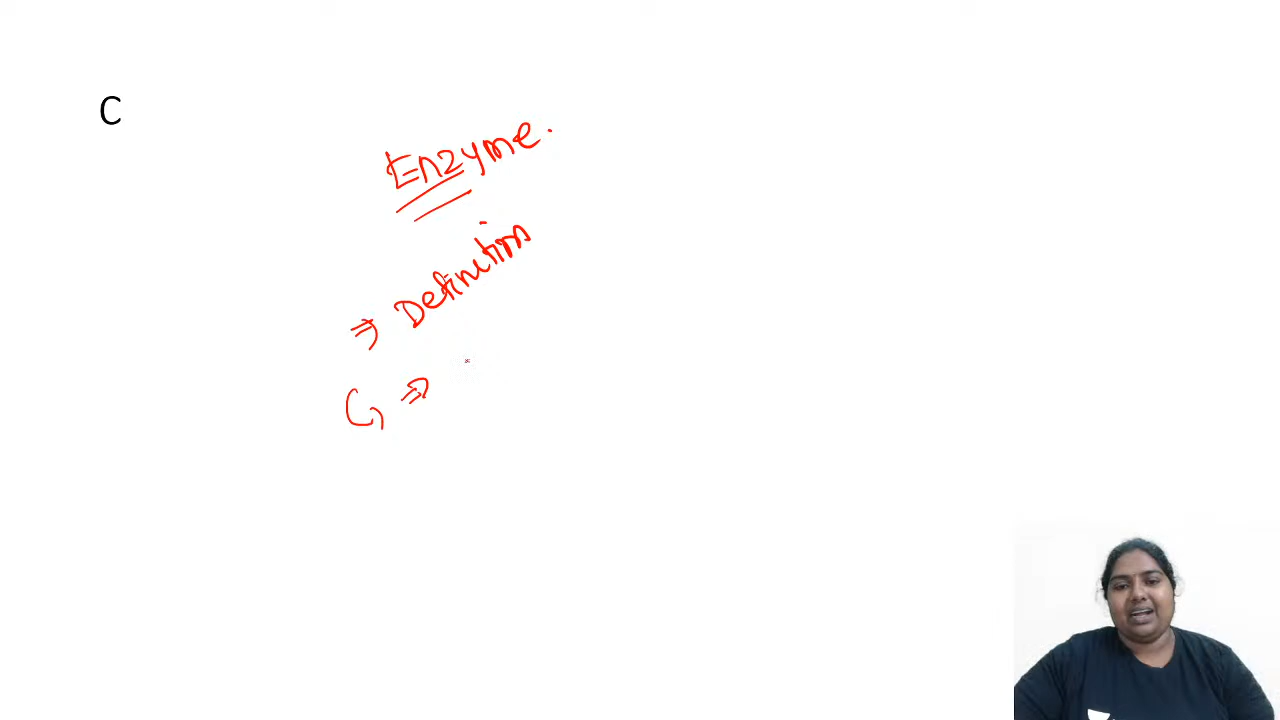 C
Enzyme.
⇒ Definition
⇒